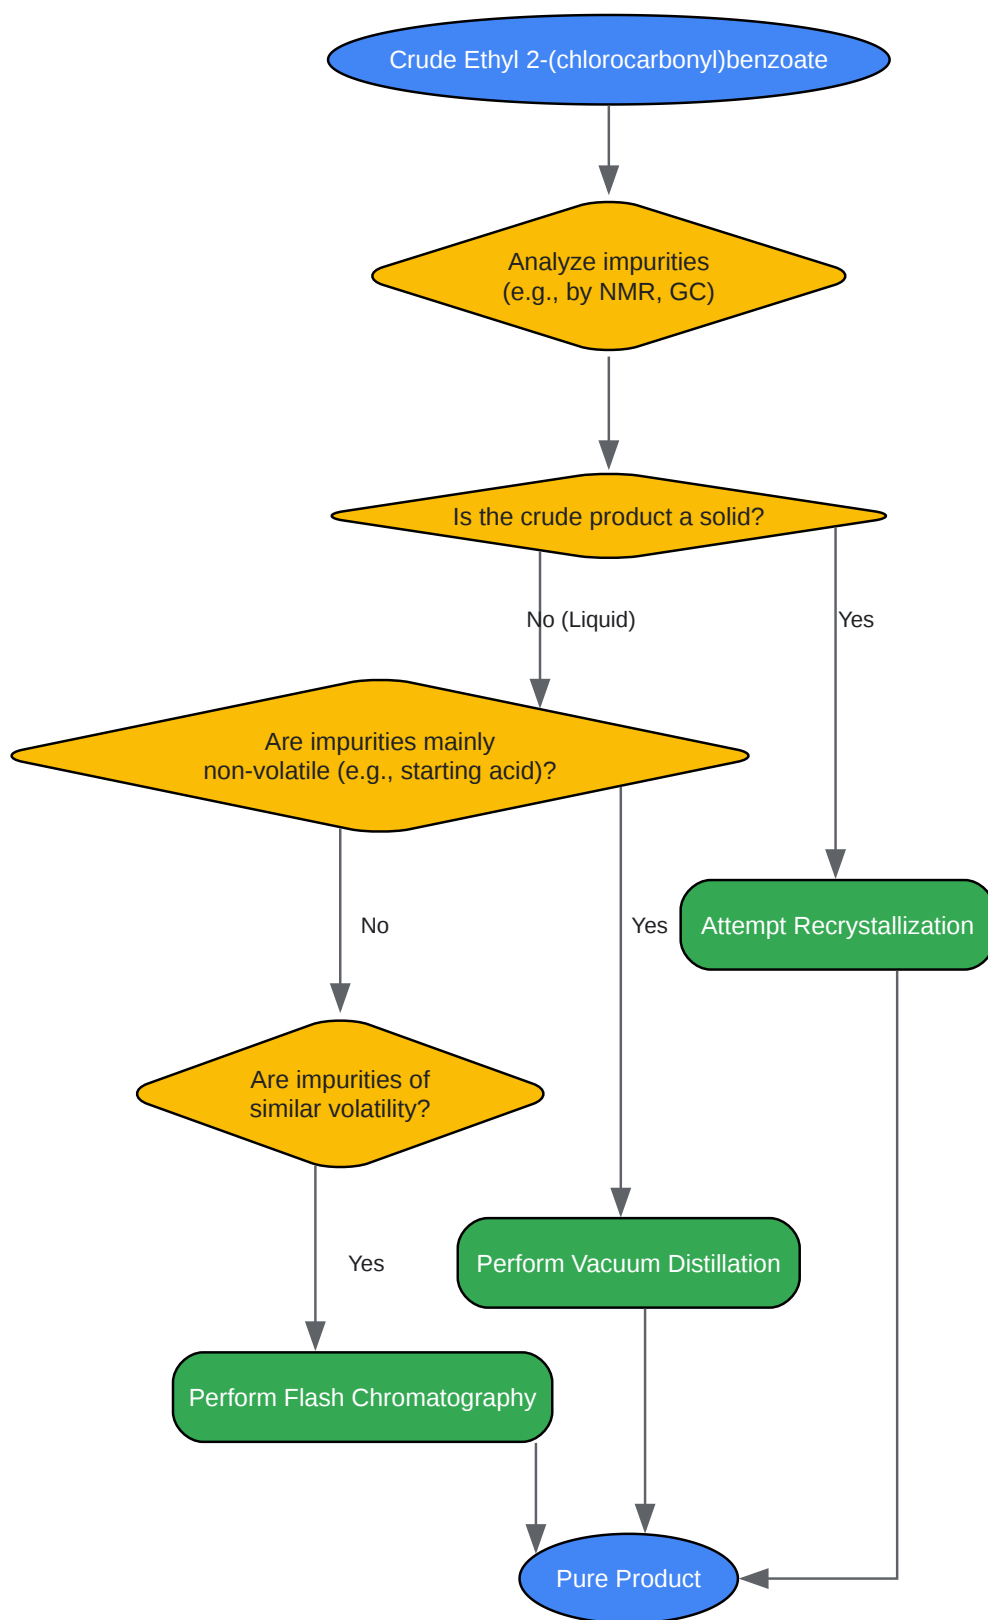 Crude Ethyl 2-(chlorocarbonyl)benzoate
Analyze impurities
(e.g., by NMR, GC)
Is the crude product a solid?
No (Liquid)
Yes
Are impurities mainly
non-volatile (e.g., starting acid)?
No
Yes
Attempt Recrystallization
Are impurities of
similar volatility?
Yes
Perform Vacuum Distillation
Perform Flash Chromatography
Pure Product